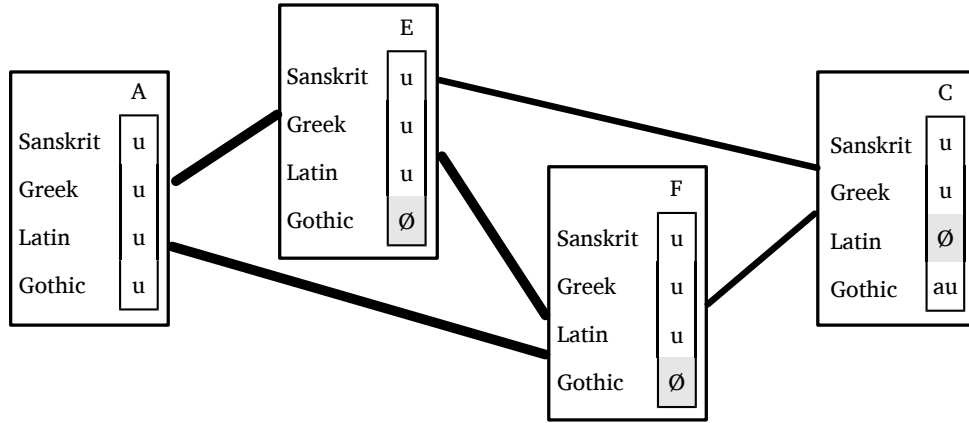 A
Sanskrit u
Greek u
Latin u
Gothic u
E
Sanskrit u
Greek u
Latin u
Gothic Ø
F
Sanskrit u
Greek u
Latin u
Gothic Ø
C
Sanskrit u
Greek u
Latin Ø
Gothic au